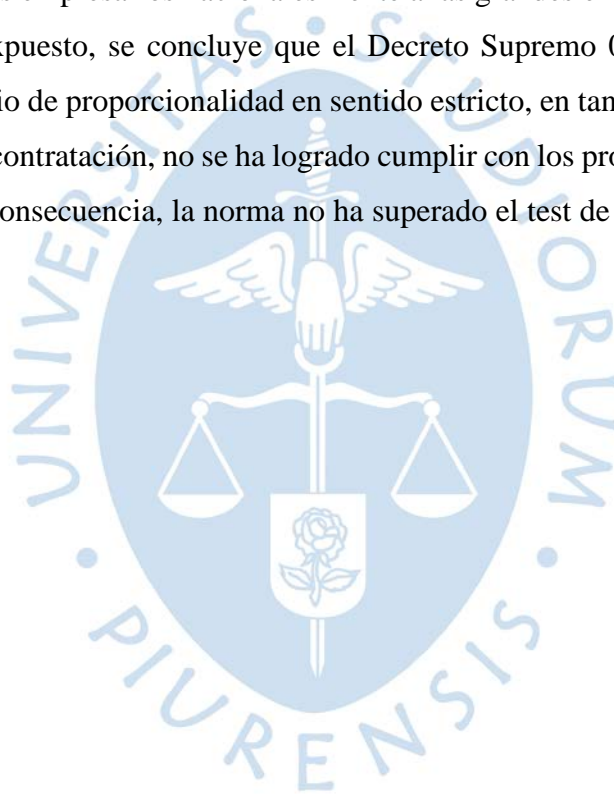 xpuesto, se concluye que el Decreto Supremo 0
io de proporcionalidad en sentido estricto, en tan
contratación, no se ha logrado cumplir con los pro
onsecuencia, la norma no ha superado el test de
UNIVERSITAS • STUDIORUM
• PIURENSIS •